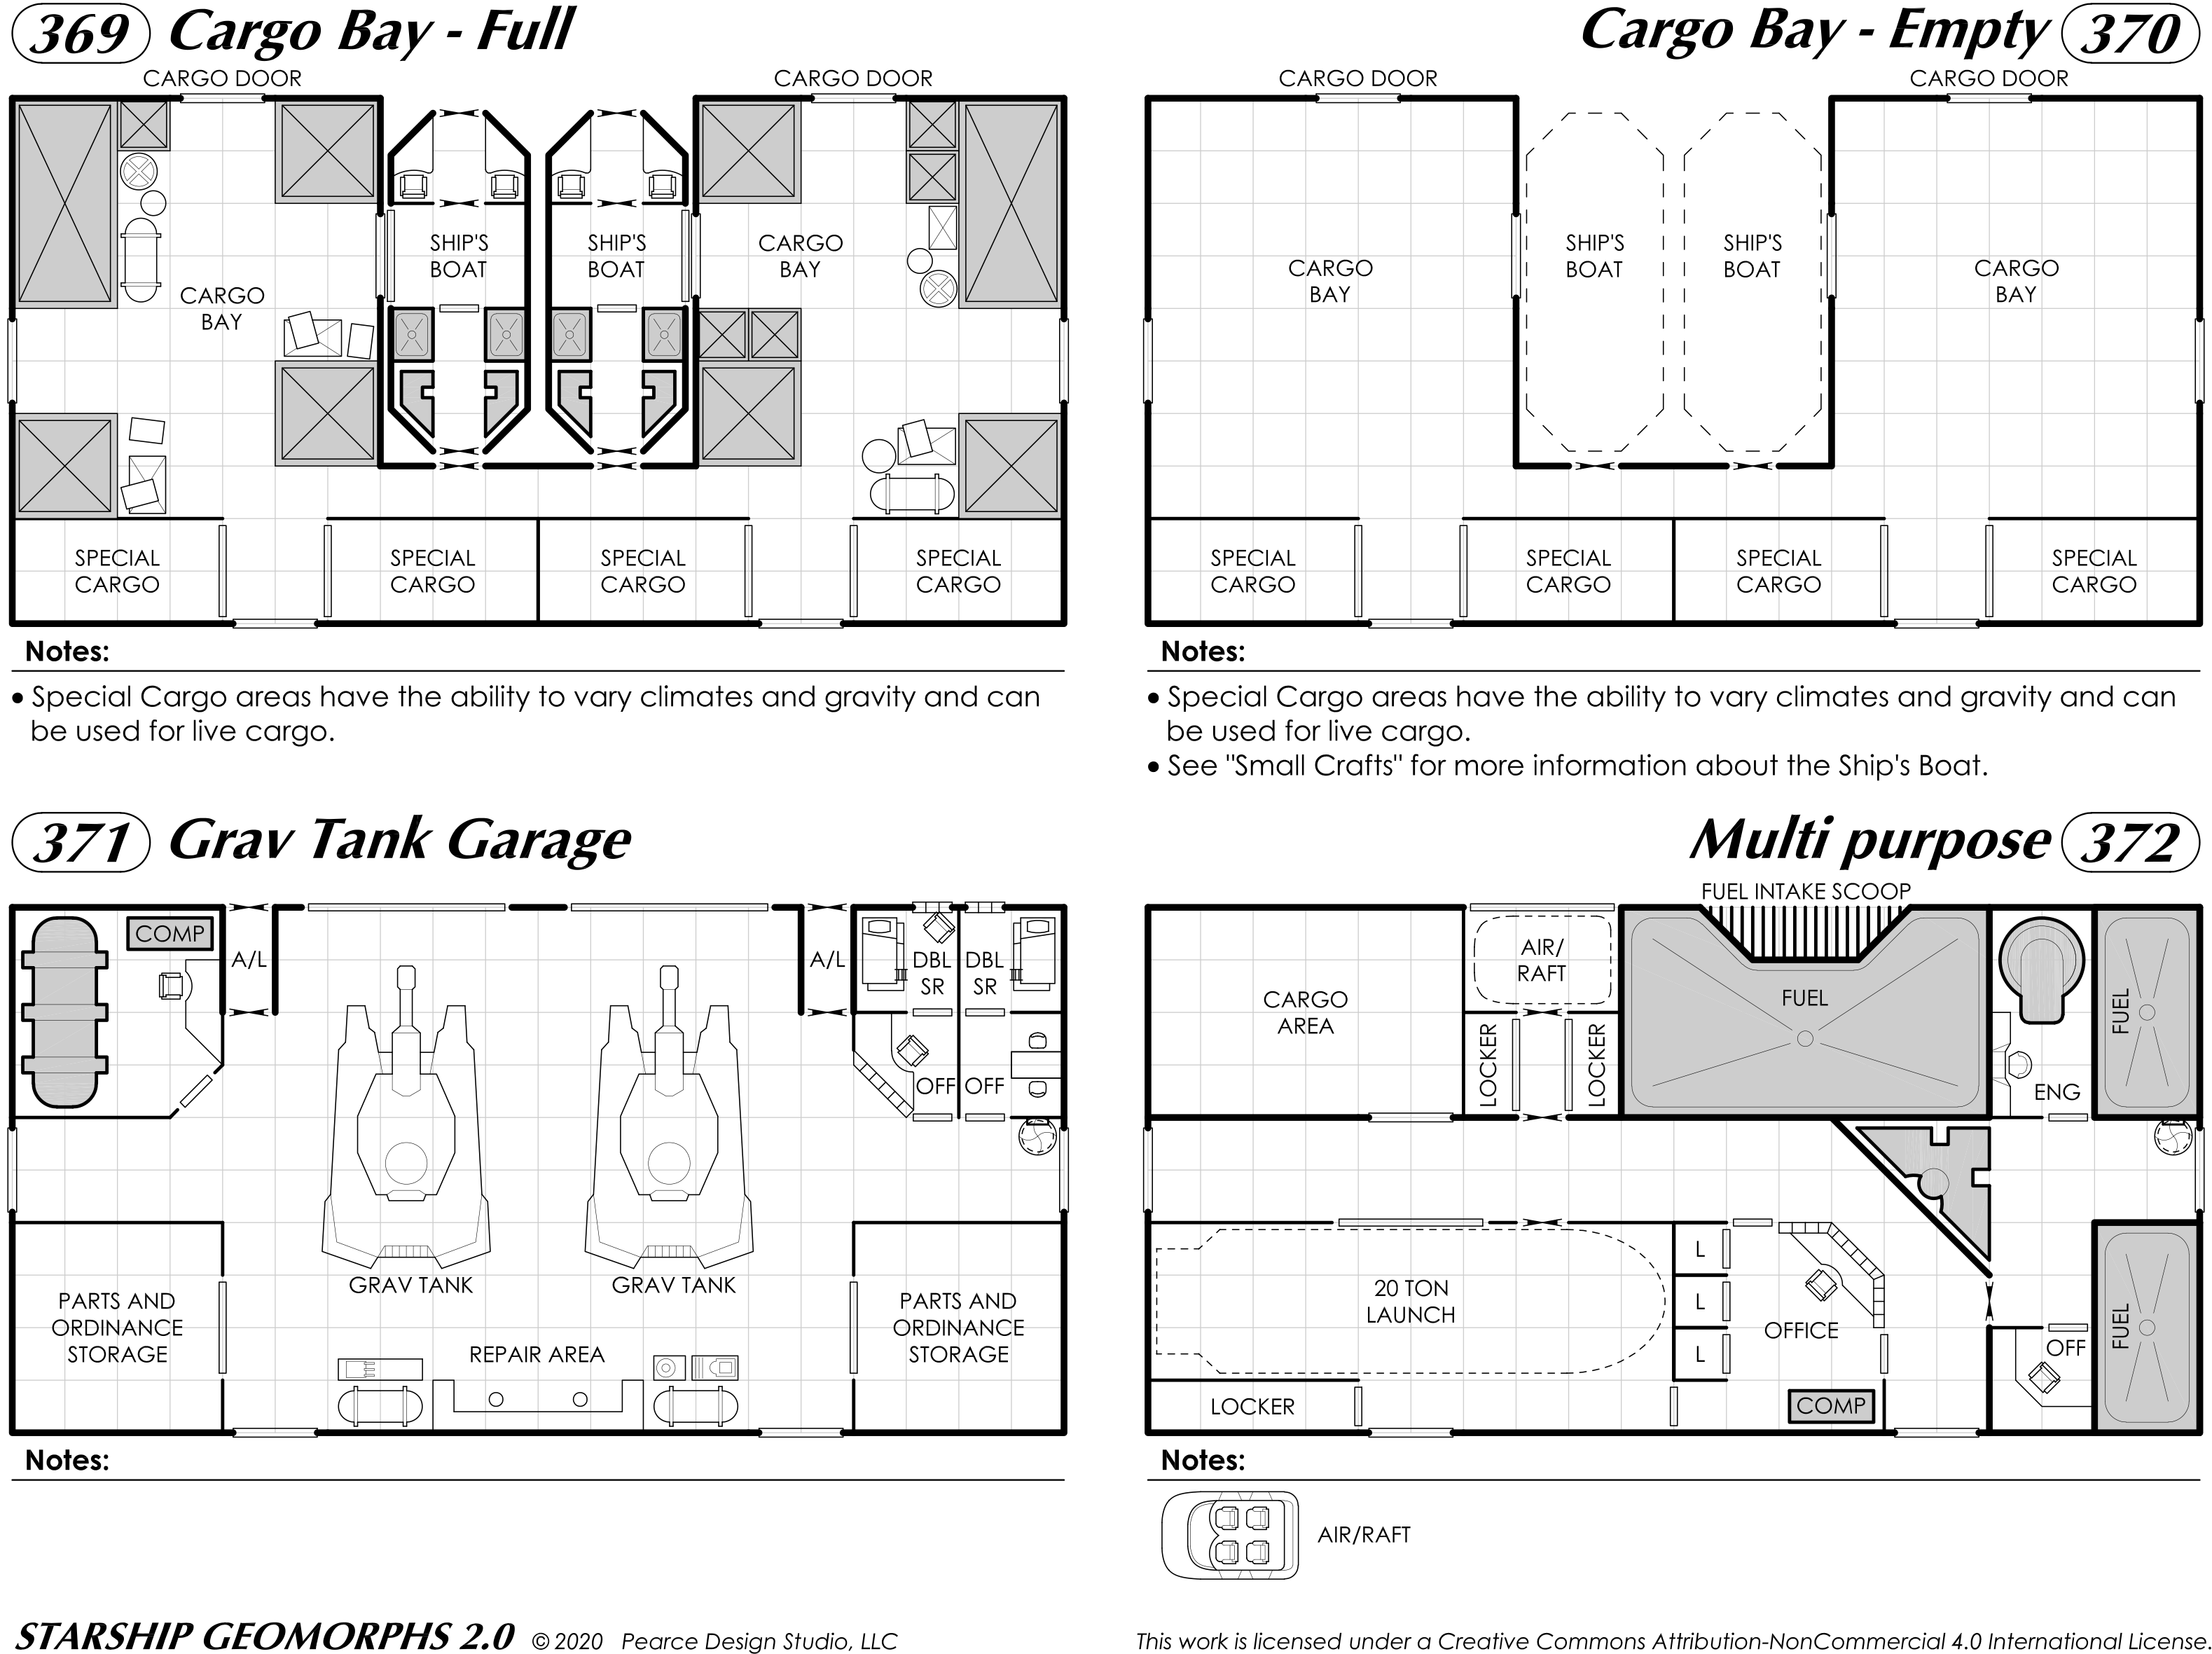 369 Cargo Bay - Full
CARGO DOOR CARGO DOOR
SHIP'S
BOAT
SHIP'S
BOAT
CARGO
BAY
CARGO
BAY
SPECIAL
CARGO
SPECIAL
CARGO
SPECIAL
CARGO
SPECIAL
CARGO
Notes:
• Special Cargo areas have the ability to vary climates and gravity and can
be used for live cargo.
Cargo Bay - Empty 370
CARGO DOOR CARGO DOOR
SHIP'S
BOAT
SHIP'S
BOAT
CARGO
BAY
CARGO
BAY
SPECIAL
CARGO
SPECIAL
CARGO
SPECIAL
CARGO
SPECIAL
CARGO
Notes:
• Special Cargo areas have the ability to vary climates and gravity and can
be used for live cargo.
• See "Small Crafts" for more information about the Ship's Boat.
371 Grav Tank Garage
COMP
A/L
A/L
DBL
SR
DBL
SR
OFF
OFF
GRAV TANK
GRAV TANK
PARTS AND
ORDINANCE
STORAGE
REPAIR AREA
PARTS AND
ORDINANCE
STORAGE
Notes:
Multi purpose 372
FUEL INTAKE SCOOP
AIR/
RAFT
CARGO
AREA
FUEL
FUEL
LOCKER
LOCKER
ENG
20 TON
LAUNCH
L
L
L
OFFICE
OFF
FUEL
LOCKER
COMP
Notes:
AIR/RAFT
STARSHIP GEOMORPHS 2.0 © 2020 Pearce Design Studio, LLC
This work is licensed under a Creative Commons Attribution-NonCommercial 4.0 International License.